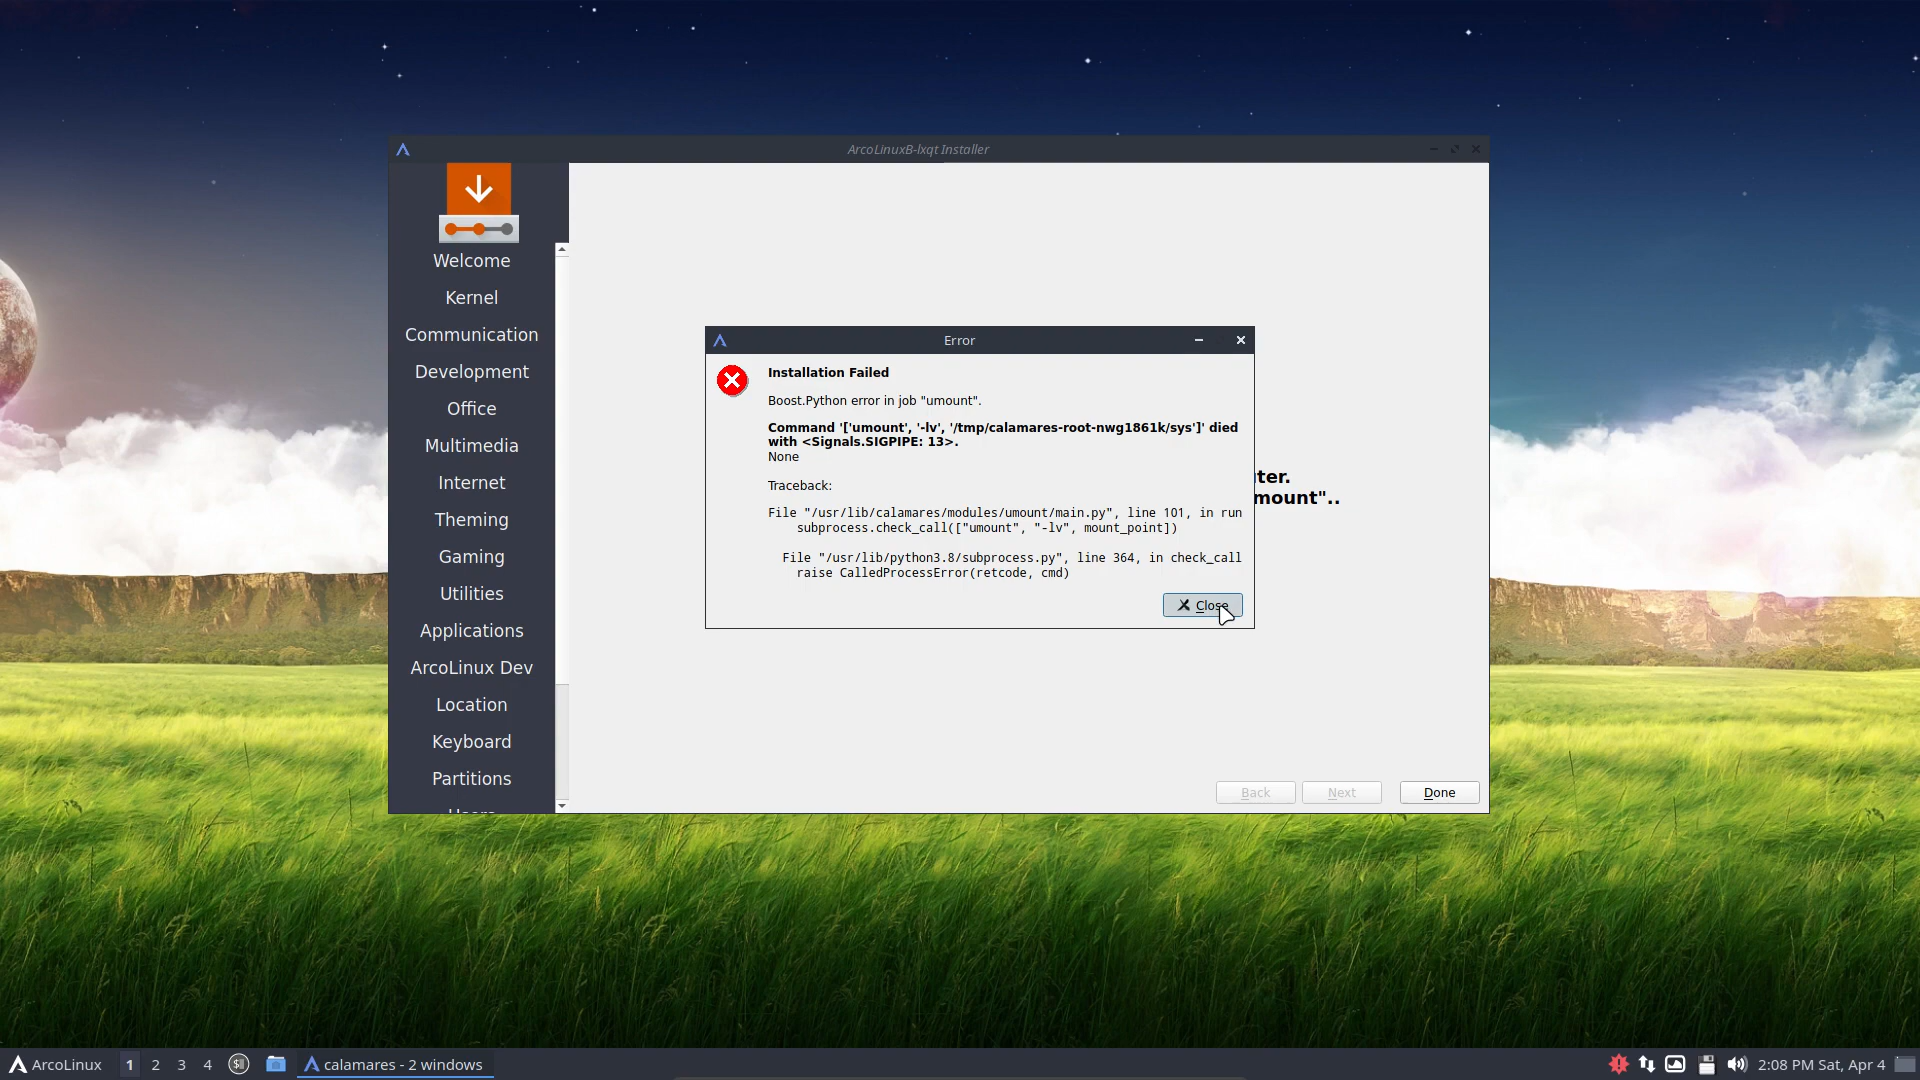 ArcoLinuxB-lxqt Installer
Welcome
Kernel
Communication
Development
Office
Multimedia
Internet
Theming
Gaming
Utilities
Applications
ArcoLinux Dev
Location
Keyboard
Partitions
Users
Error
Installation Failed
Boost.Python error in job "umount".
Command '['umount', '-lv', '/tmp/calamares-root-nwg1861k/sys']' died
with <Signals.SIGPIPE: 13>.
None
Traceback:
File "/usr/lib/calamares/modules/umount/main.py", line 101, in run
subprocess.check_call(["umount", "-lv", mount_point])
File "/usr/lib/python3.8/subprocess.py", line 364, in check_call
raise CalledProcessError(retcode, cmd)
Close
ter.
mount"..
Back
Next
Done
ArcoLinux 1 2 3 4 calamares - 2 windows 2:08 PM Sat, Apr 4